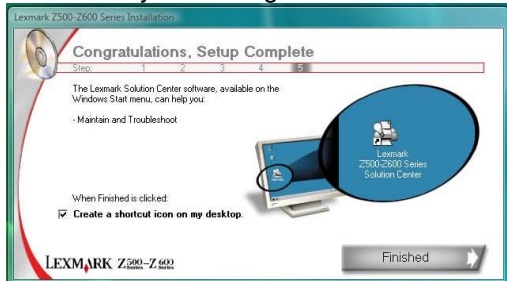 Lexmark Z500-Z600 Series Installation
Congratulations, Setup Complete
Step: 1 2 3 4 5
The Lexmark Solution Center software, available on the
Windows Start menu, can help you:
- Maintain and Troubleshoot
Lexmark
Z500-Z600 Series
Solution Center
When Finished is clicked:
Create a shortcut icon on my desktop.
LEXMARK Z500-Z600
Series Series
Finished